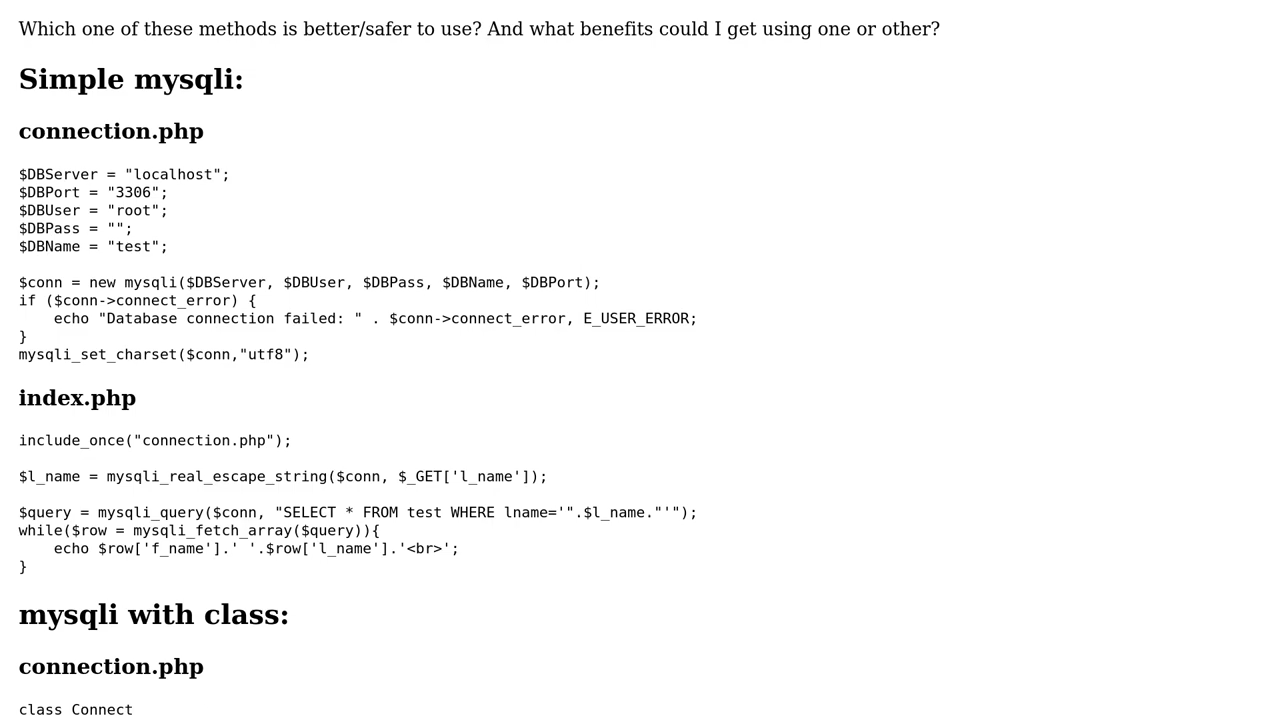 Which one of these methods is better/safer to use? And what benefits could I get using one or other?
Simple mysqli:
connection.php
$DBServer = "localhost";
$DBPort = "3306";
$DBUser = "root";
$DBPass = "";
$DBName = "test";
$conn = new mysqli($DBServer, $DBUser, $DBPass, $DBName, $DBPort);
if ($conn->connect_error) {
    echo "Database connection failed: " . $conn->connect_error, E_USER_ERROR;
}
mysqli_set_charset($conn,"utf8");
index.php
include_once("connection.php");
$l_name = mysqli_real_escape_string($conn, $_GET['l_name']);
$query = mysqli_query($conn, "SELECT * FROM test WHERE lname='".$l_name."'");
while($row = mysqli_fetch_array($query)){
    echo $row['f_name'].' '.$row['l_name'].'<br>';
}
mysqli with class:
connection.php
class Connect